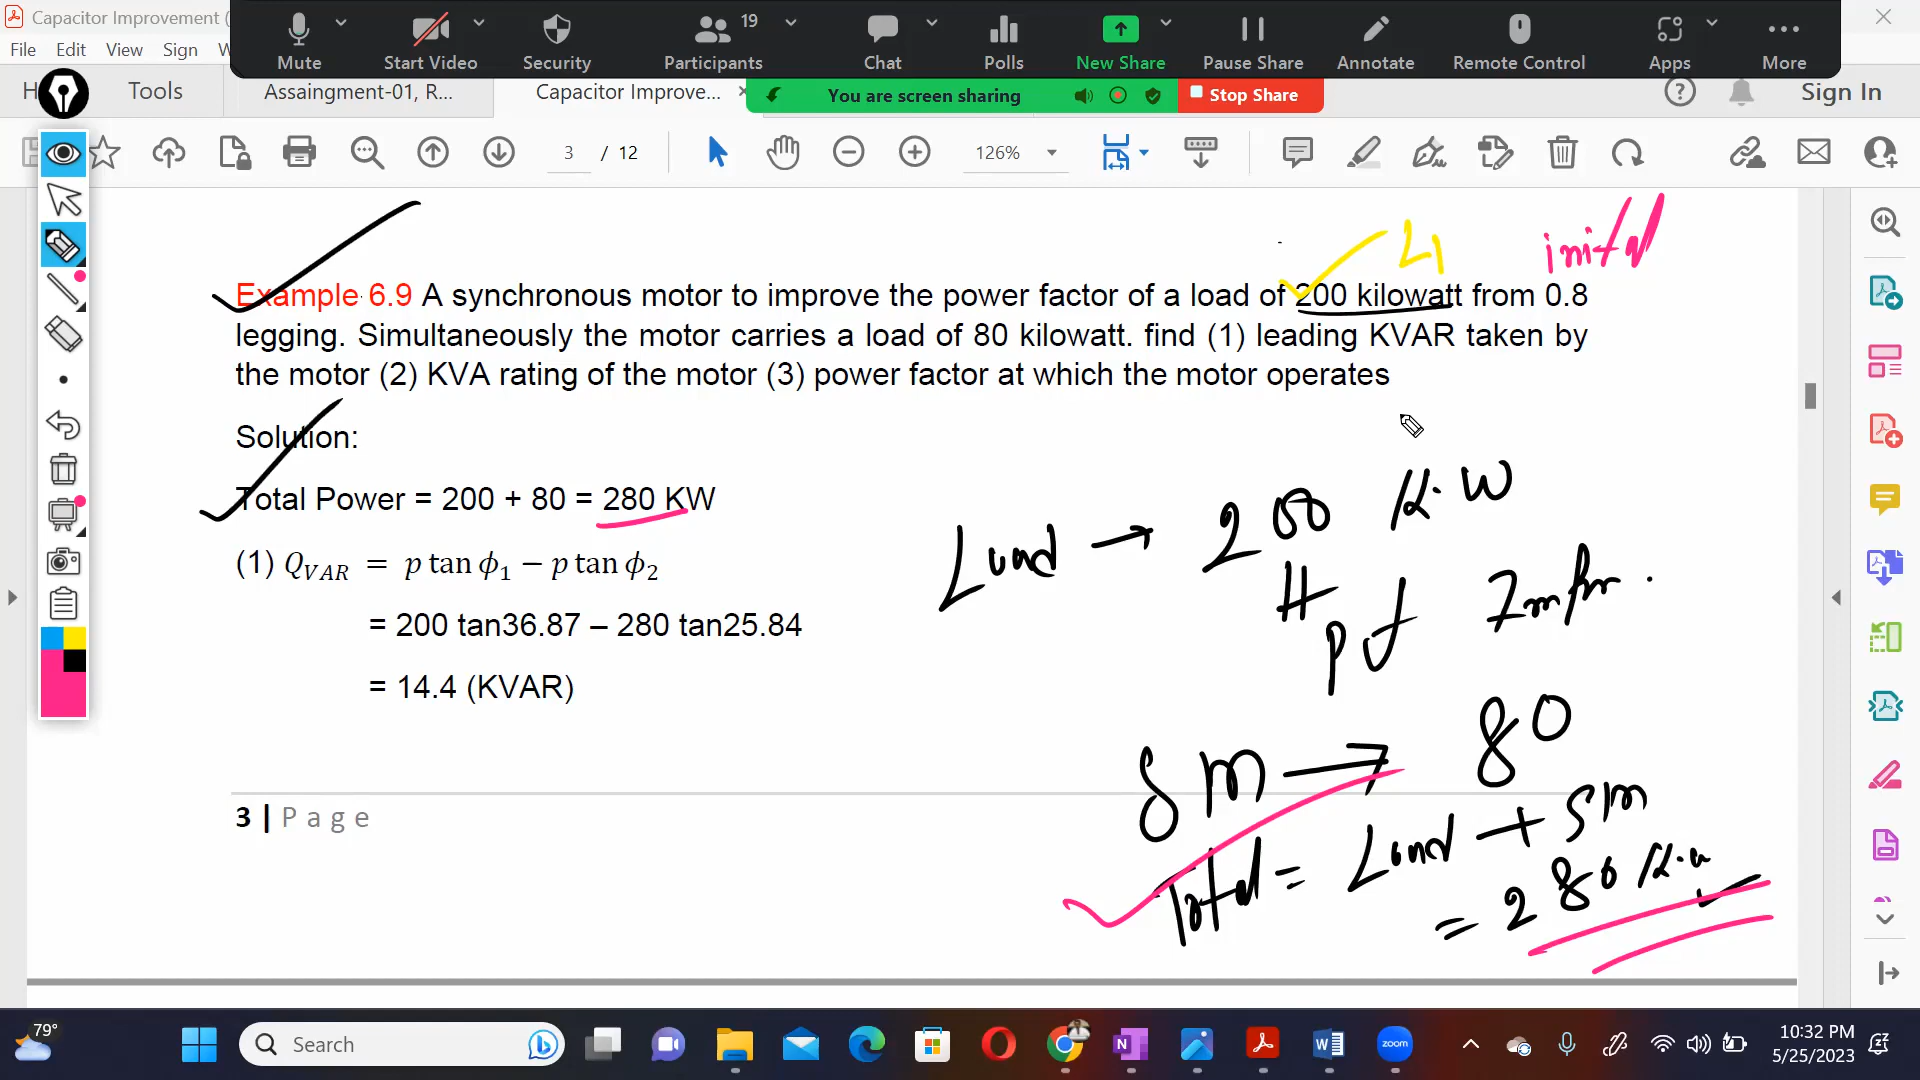 Capacitor Improvement (
File Edit View Sign W
Mute
Start Video
Security
Participants 19
Chat
Polls
New Share
Pause Share
Annotate
Remote Control
Apps
More
You are screen sharing
Stop Share
H Tools
Assaingment-01, R...
Capacitor Improve...
Sign In
3 / 12
126%
initial
L1
Example 6.9 A synchronous motor to improve the power factor of a load of 200 kilowatt from 0.8
legging. Simultaneously the motor carries a load of 80 kilowatt. find (1) leading KVAR taken by
the motor (2) KVA rating of the motor (3) power factor at which the motor operates
Solution:
Total Power = 200 + 80 = 280 KW
(1) Q_VAR = p tan ϕ₁ − p tan ϕ₂
= 200 tan36.87 – 280 tan25.84
= 14.4 (KVAR)
Load → 200 K.W
SM → 80
Total = Load + SM
= 280 K.W
3 | Page
79°
Search
zoom
10:32 PM
5/25/2023